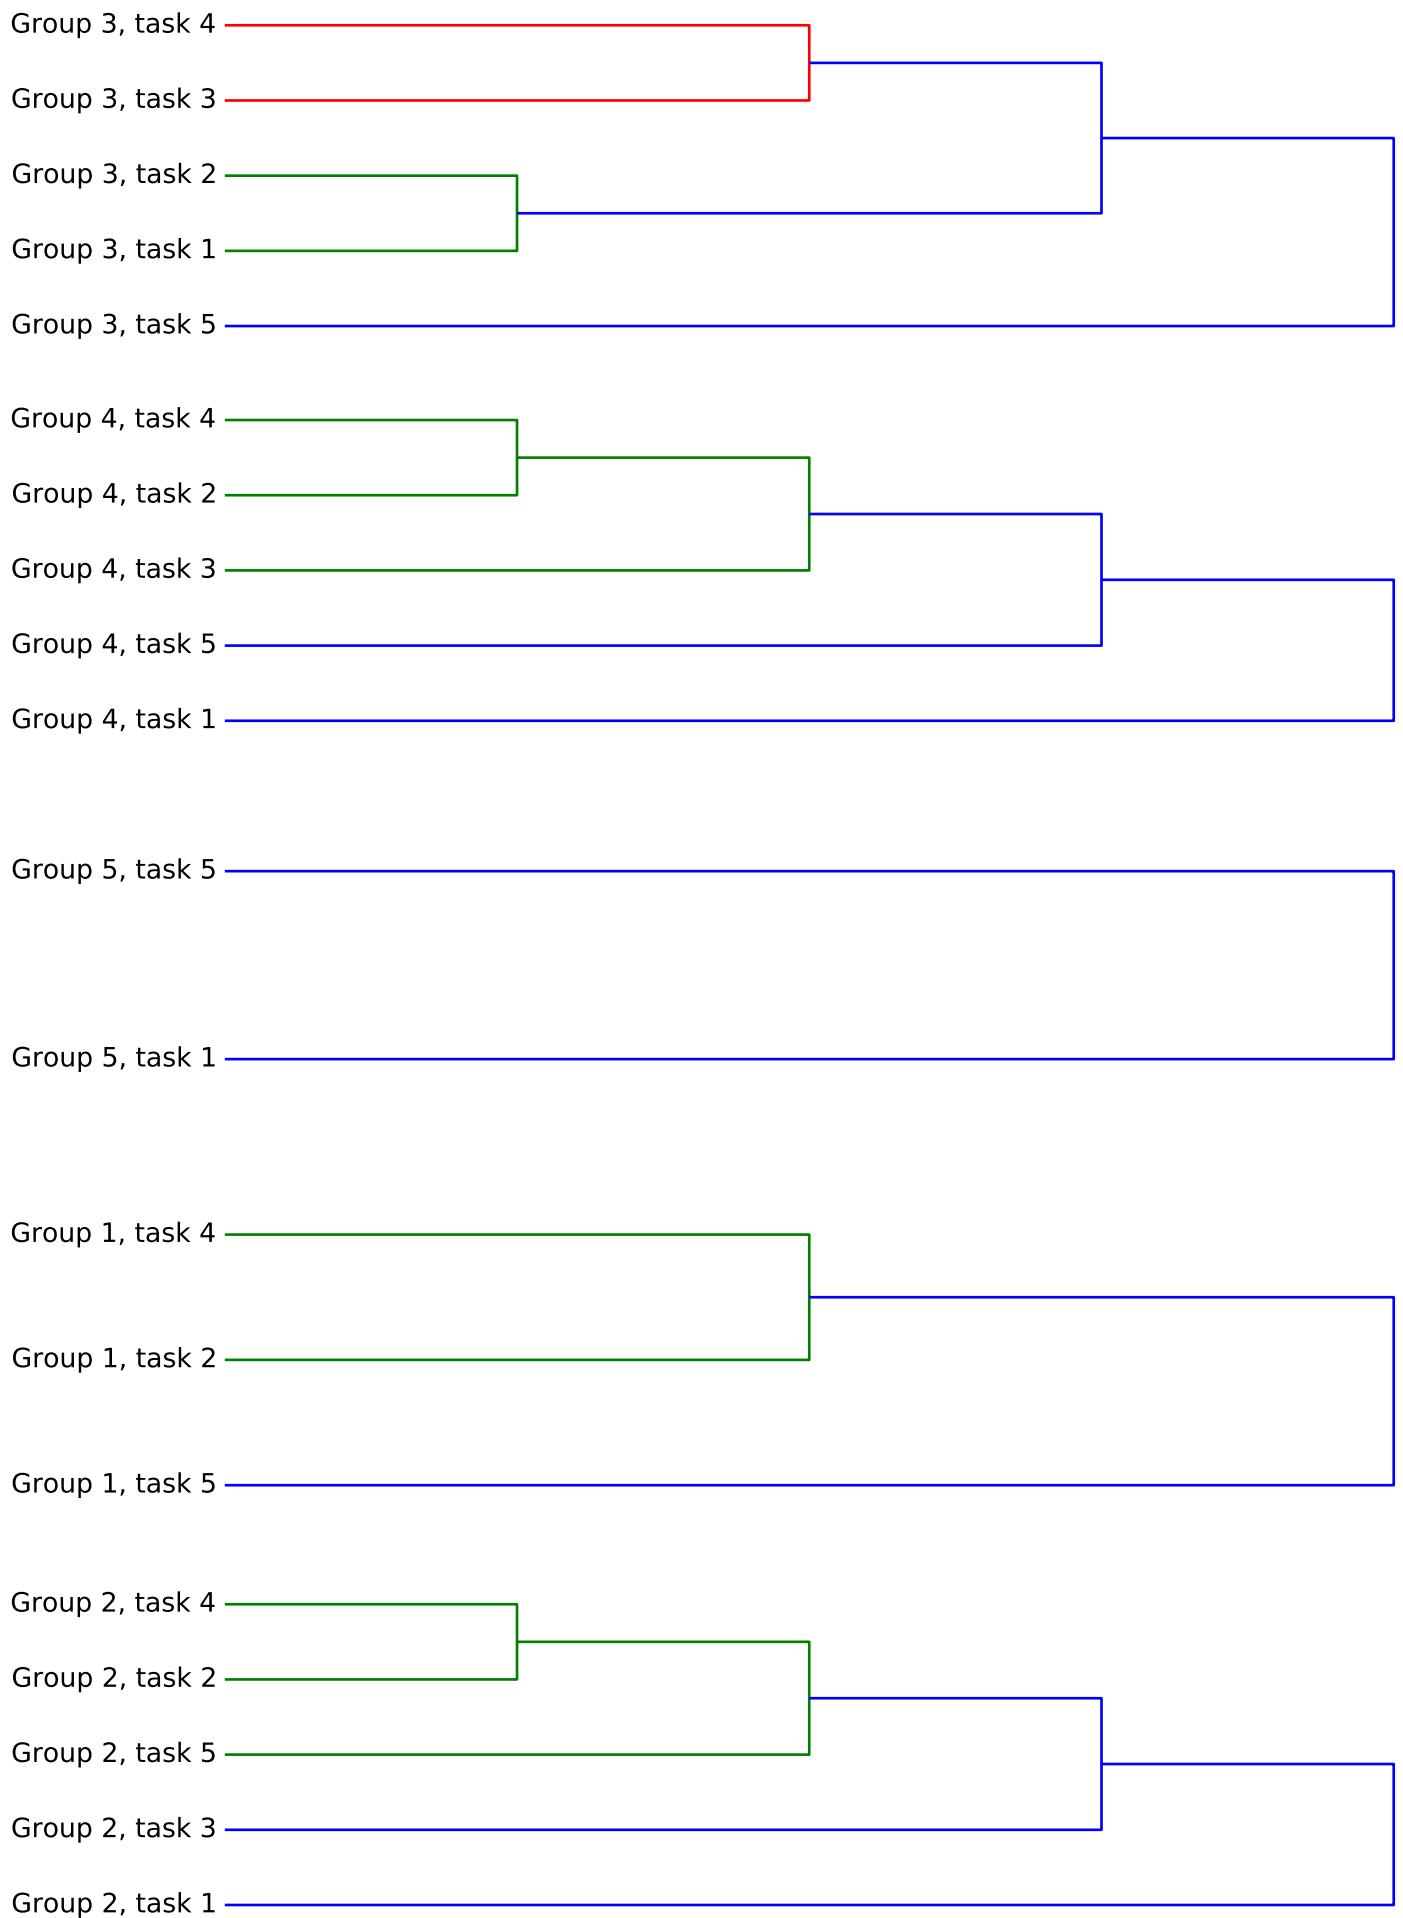 Group 3, task 4
Group 3, task 3
Group 3, task 2
Group 3, task 1
Group 3, task 5
Group 4, task 4
Group 4, task 2
Group 4, task 3
Group 4, task 5
Group 4, task 1
Group 5, task 5
Group 5, task 1
Group 1, task 4
Group 1, task 2
Group 1, task 5
Group 2, task 4
Group 2, task 2
Group 2, task 5
Group 2, task 3
Group 2, task 1